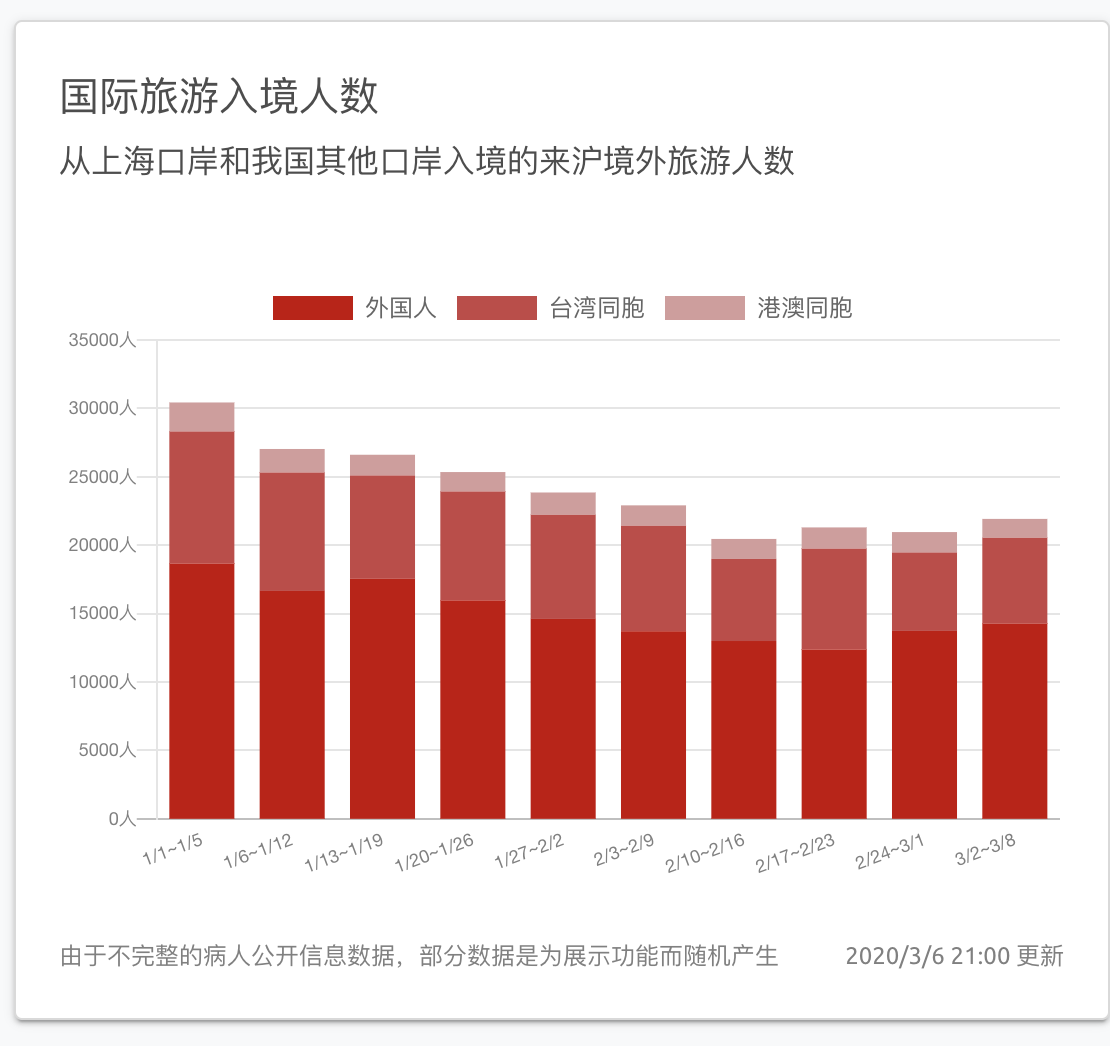 国际旅游入境人数
从上海口岸和我国其他口岸入境的来沪境外旅游人数
外国人 台湾同胞 港澳同胞
35000人
30000人
25000人
20000人
15000人
10000人
5000人
0人
1/1~1/5 1/6~1/12 1/13~1/19 1/20~1/26 1/27~2/2 2/3~2/9 2/10~2/16 2/17~2/23 2/24~3/1 3/2~3/8
由于不完整的病人公开信息数据，部分数据是为展示功能而随机产生 2020/3/6 21:00 更新